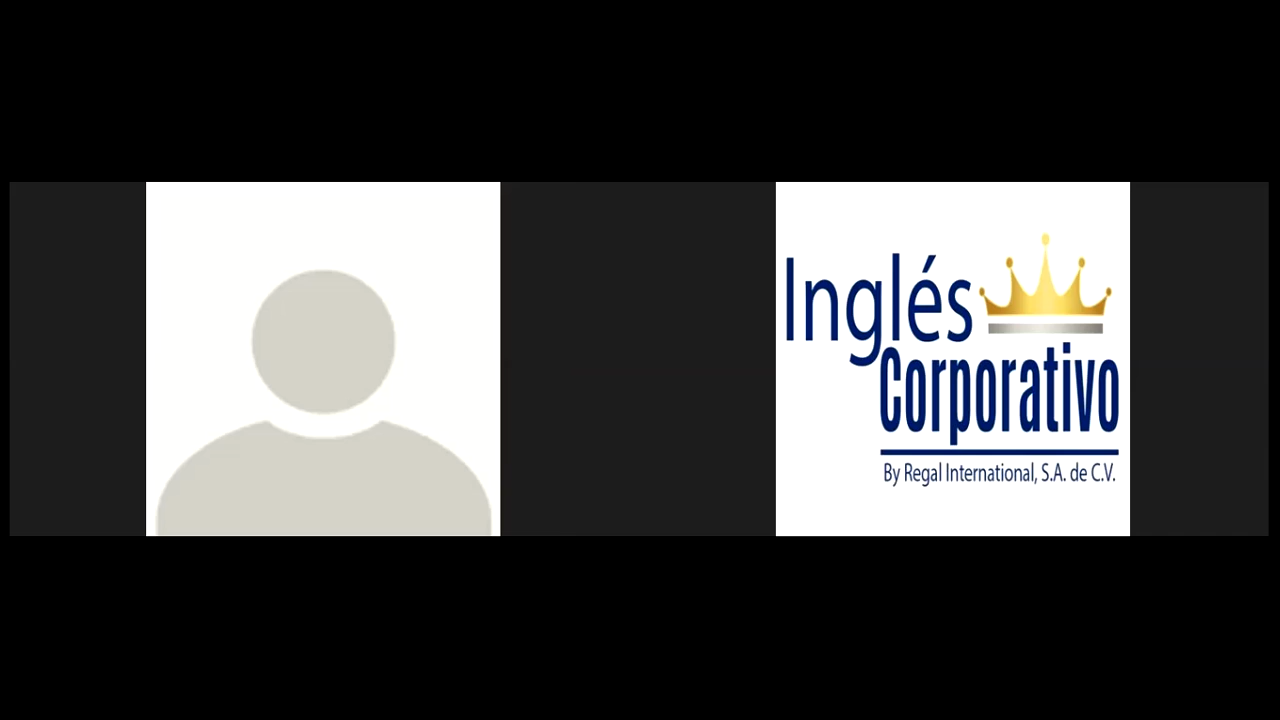 Inglés
Corporativo
By Regal International, S.A. de C.V.